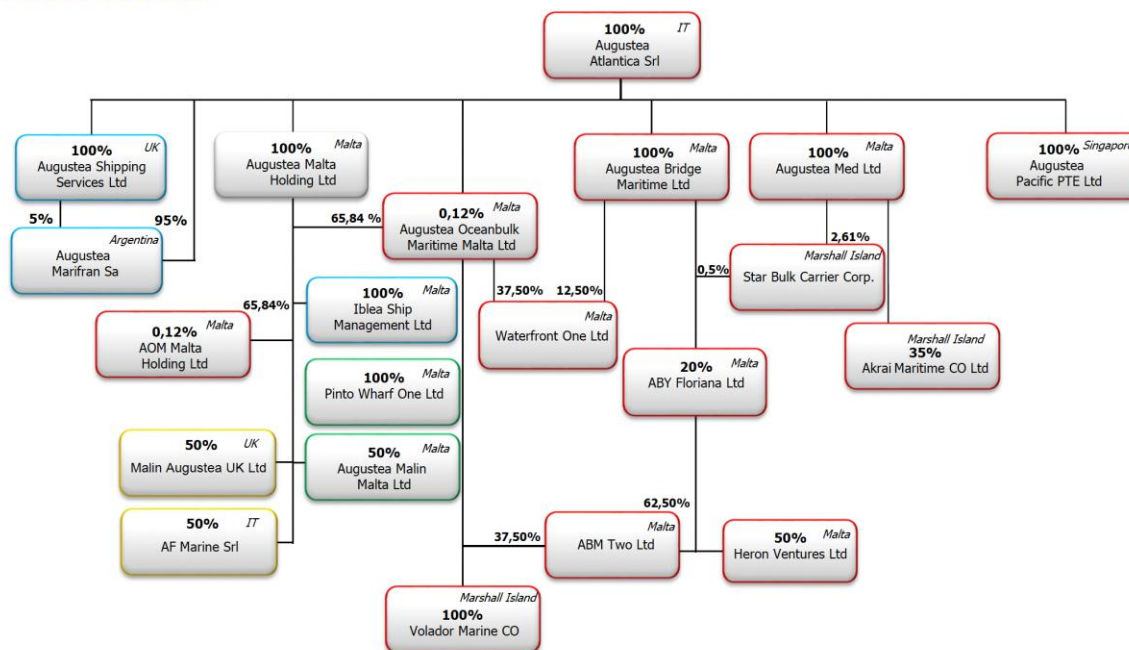 100% IT
Augustea
Atlantica Srl
100% UK
Augustea Shipping
Services Ltd
100% Malta
Augustea Malta
Holding Ltd
100% Malta
Augustea Bridge
Maritime Ltd
100% Malta
Augustea Med Ltd
100% Singapore
Augustea
Pacific PTE Ltd
5%
95%
65,84 %
0,12% Malta
Augustea Oceanbulk
Maritime Malta Ltd
Argentina
Augustea
Marifran Sa
2,61%
Marshall Island
Star Bulk Carrier Corp.
0,5%
65,84%
100% Malta
Iblea Ship
Management Ltd
37,50%
12,50%
Malta
Waterfront One Ltd
0,12% Malta
AOM Malta
Holding Ltd
Marshall Island
35%
Akrai Maritime CO Ltd
20% Malta
ABY Floriana Ltd
100% Malta
Pinto Wharf One Ltd
50% UK
Malin Augustea UK Ltd
50% Malta
Augustea Malin
Malta Ltd
62,50%
50% IT
AF Marine Srl
37,50%
Malta
ABM Two Ltd
50% Malta
Heron Ventures Ltd
Marshall Island
100%
Volador Marine CO